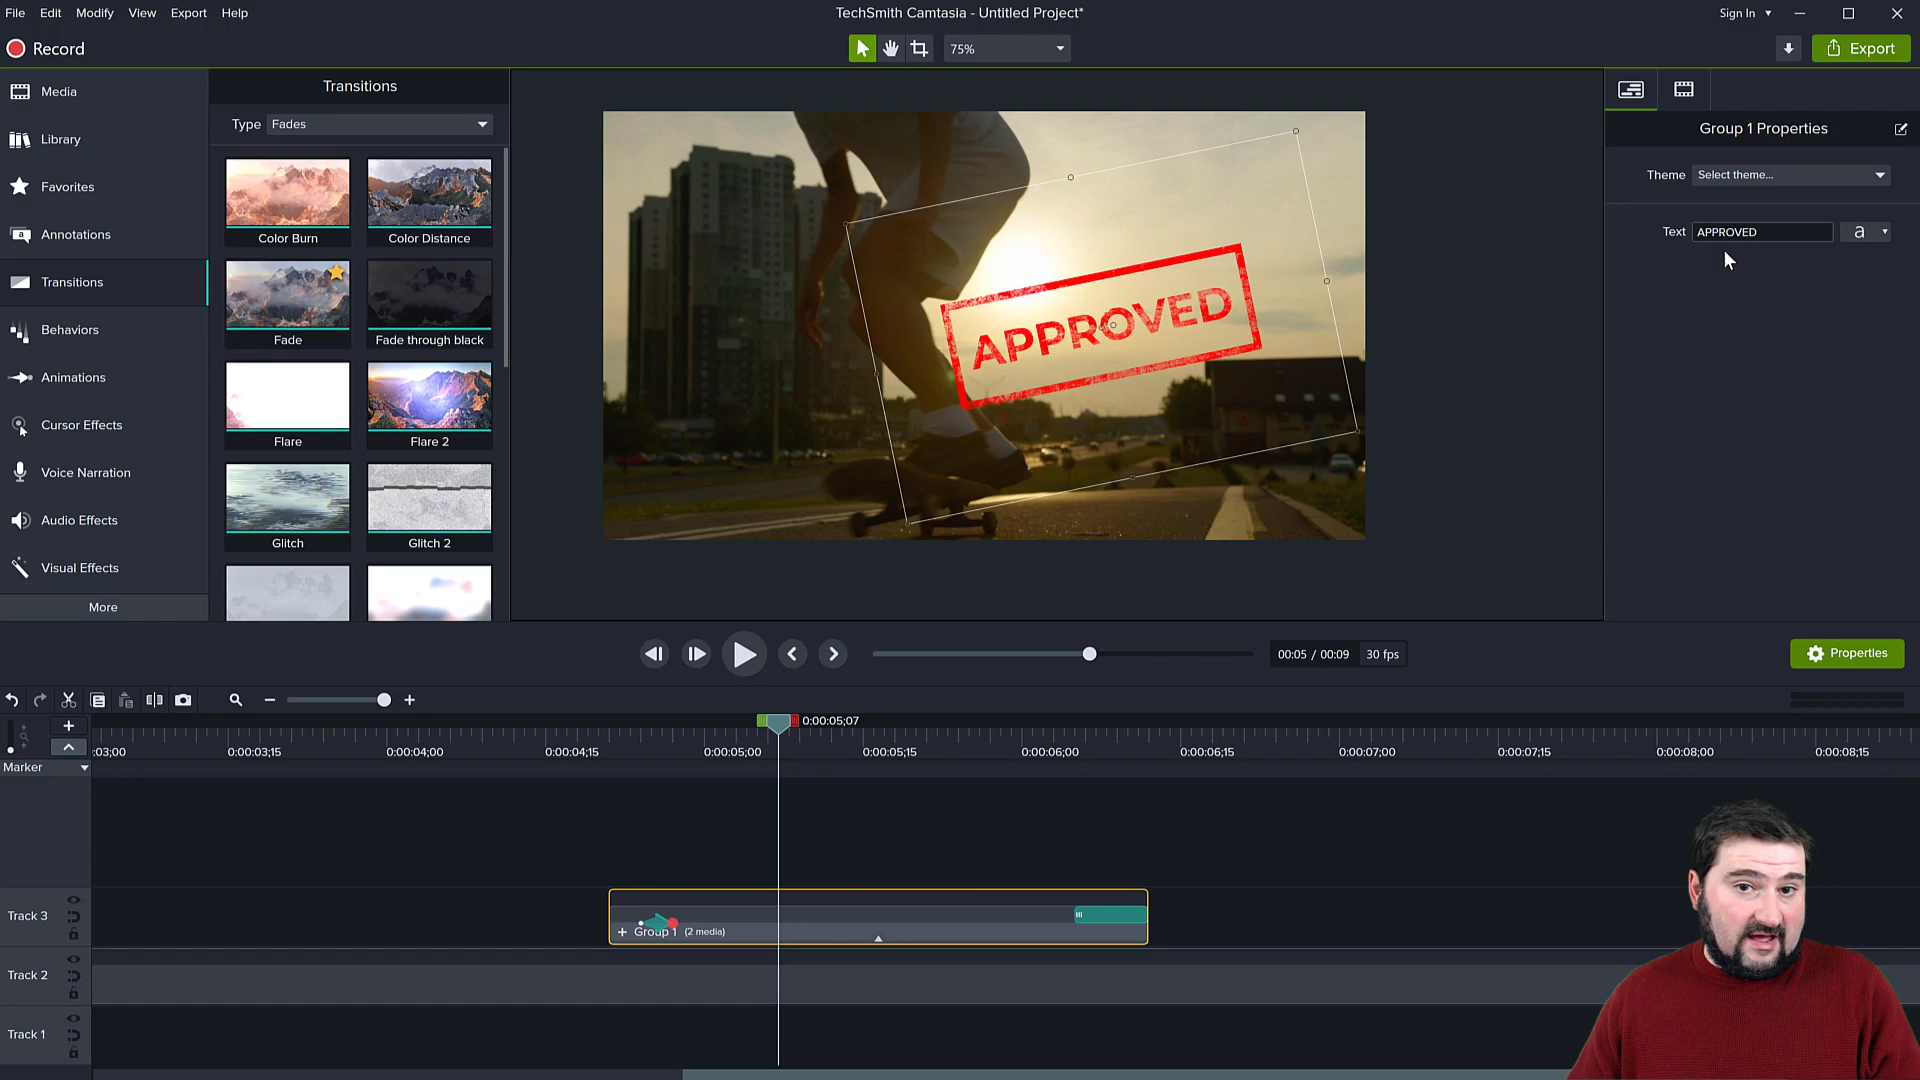 File Edit Modify View Export Help
TechSmith Camtasia - Untitled Project*
Sign In
Record
75%
Export
Media
Library
Favorites
Annotations
Transitions
Behaviors
Animations
Cursor Effects
Voice Narration
Audio Effects
Visual Effects
More
Transitions
Type Fades
Color Burn Color Distance
Fade Fade through black
Flare Flare 2
Glitch Glitch 2
APPROVED
Group 1 Properties
Theme Select theme...
Text APPROVED a
00:05 / 00:09 30 fps
Properties
0:00:05;07
:03;00 0:00:03;15 0:00:04;00 0:00:04;15 0:00:05;00 0:00:05;15 0:00:06;00 0:00:06;15 0:00:07;00 0:00:07;15 0:00:08;00 0:00:08;15
Marker
Track 3
Group 1 (2 media)
Track 2
Track 1